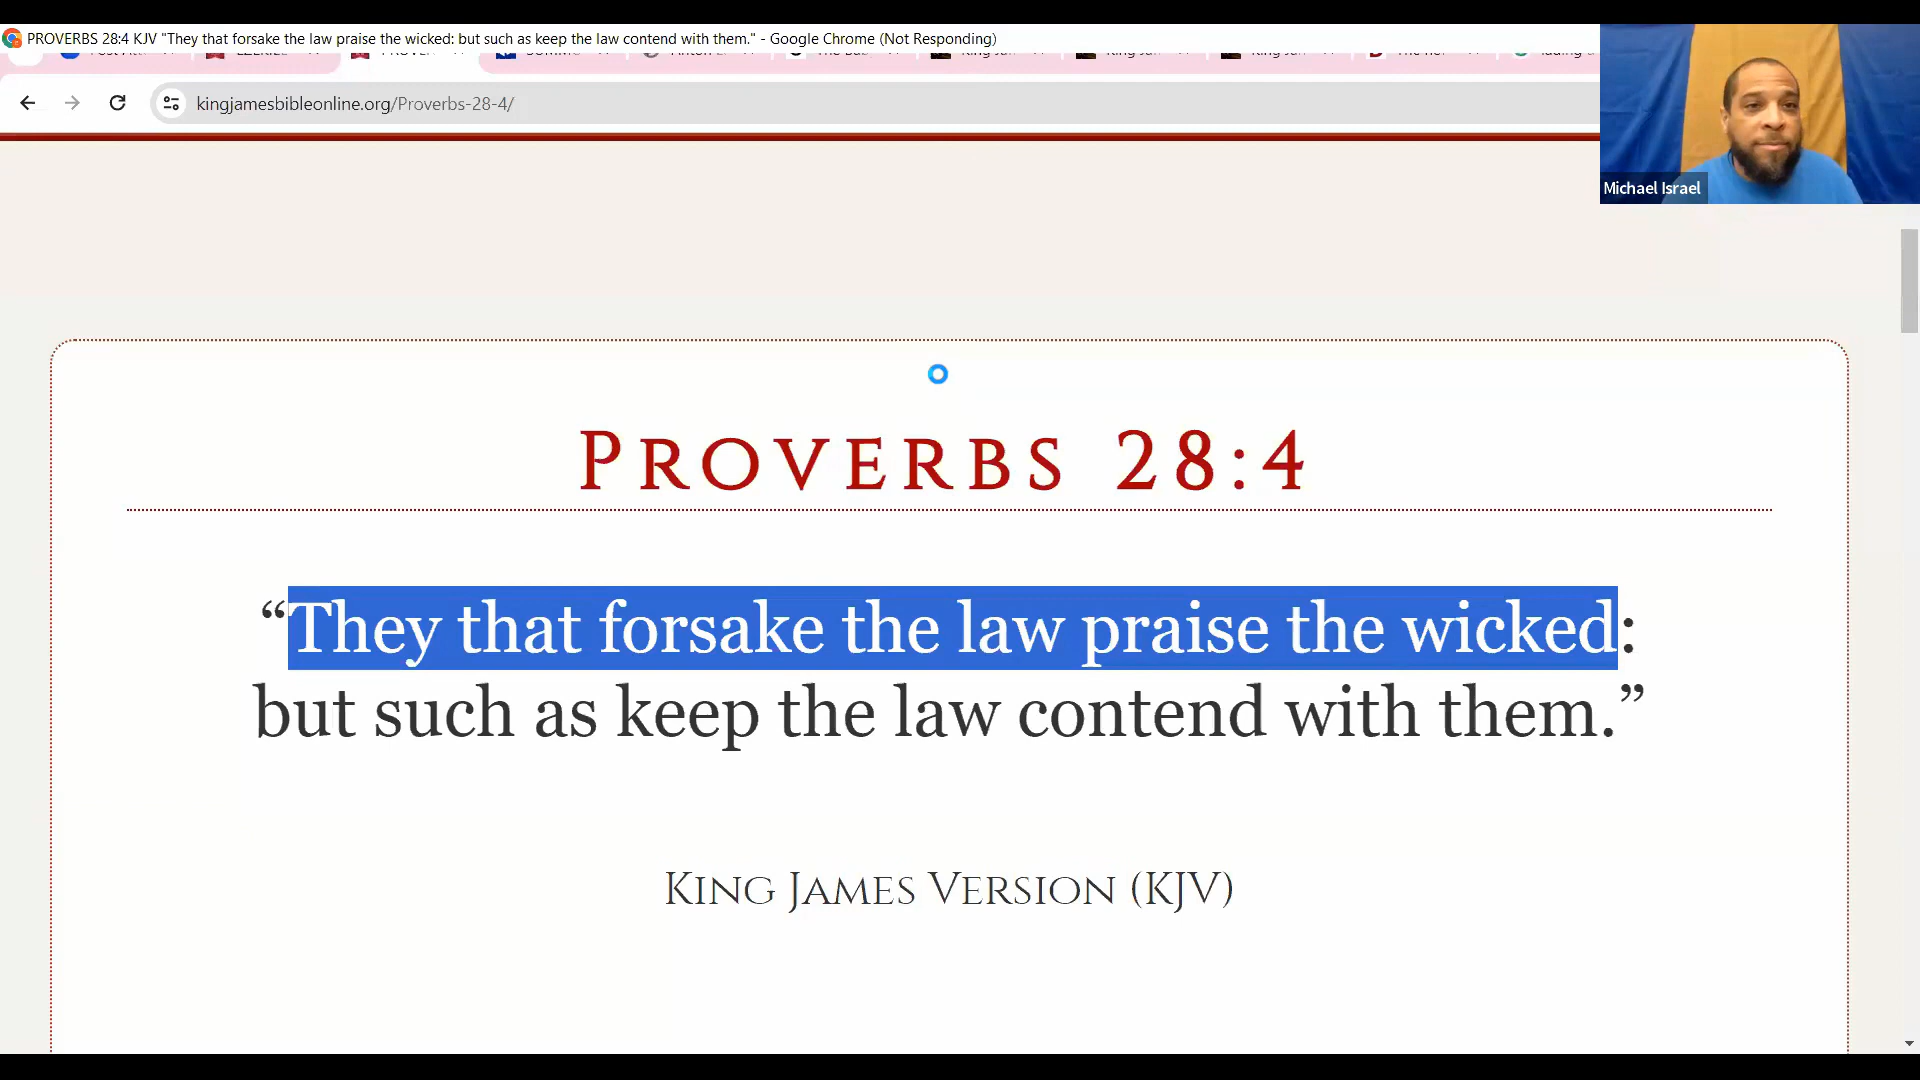 PROVERBS 28:4 KJV "They that forsake the law praise the wicked: but such as keep the law contend with them." - Google Chrome (Not Responding)
kingjamesbibleonline.org/Proverbs-28-4/
Michael Israel
PROVERBS 28:4
“They that forsake the law praise the wicked:
but such as keep the law contend with them.”
KING JAMES VERSION (KJV)